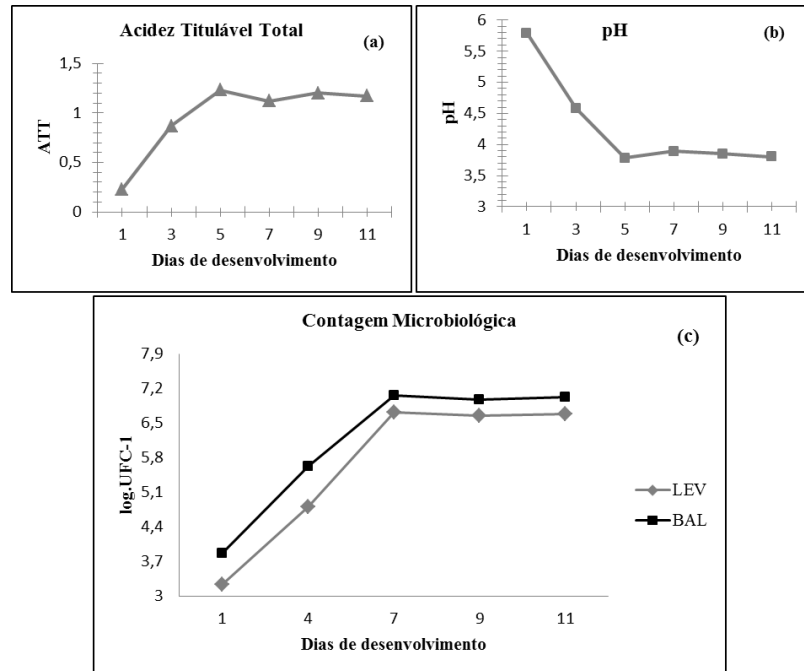 Acidez Titulável Total
(a)
1,5
1
0,5
0
ATT
1 3 5 7 9 11
Dias de desenvolvimento
pH
(b)
6
5,5
5
4,5
4
3,5
3
pH
1 3 5 7 9 11
Dias de desenvolvimento
Contagem Microbiológica
(c)
7,9
7,2
6,5
5,8
5,1
4,4
3,7
3
log.UFC-1
LEV
BAL
1 4 7 9 11
Dias de desenvolvimento